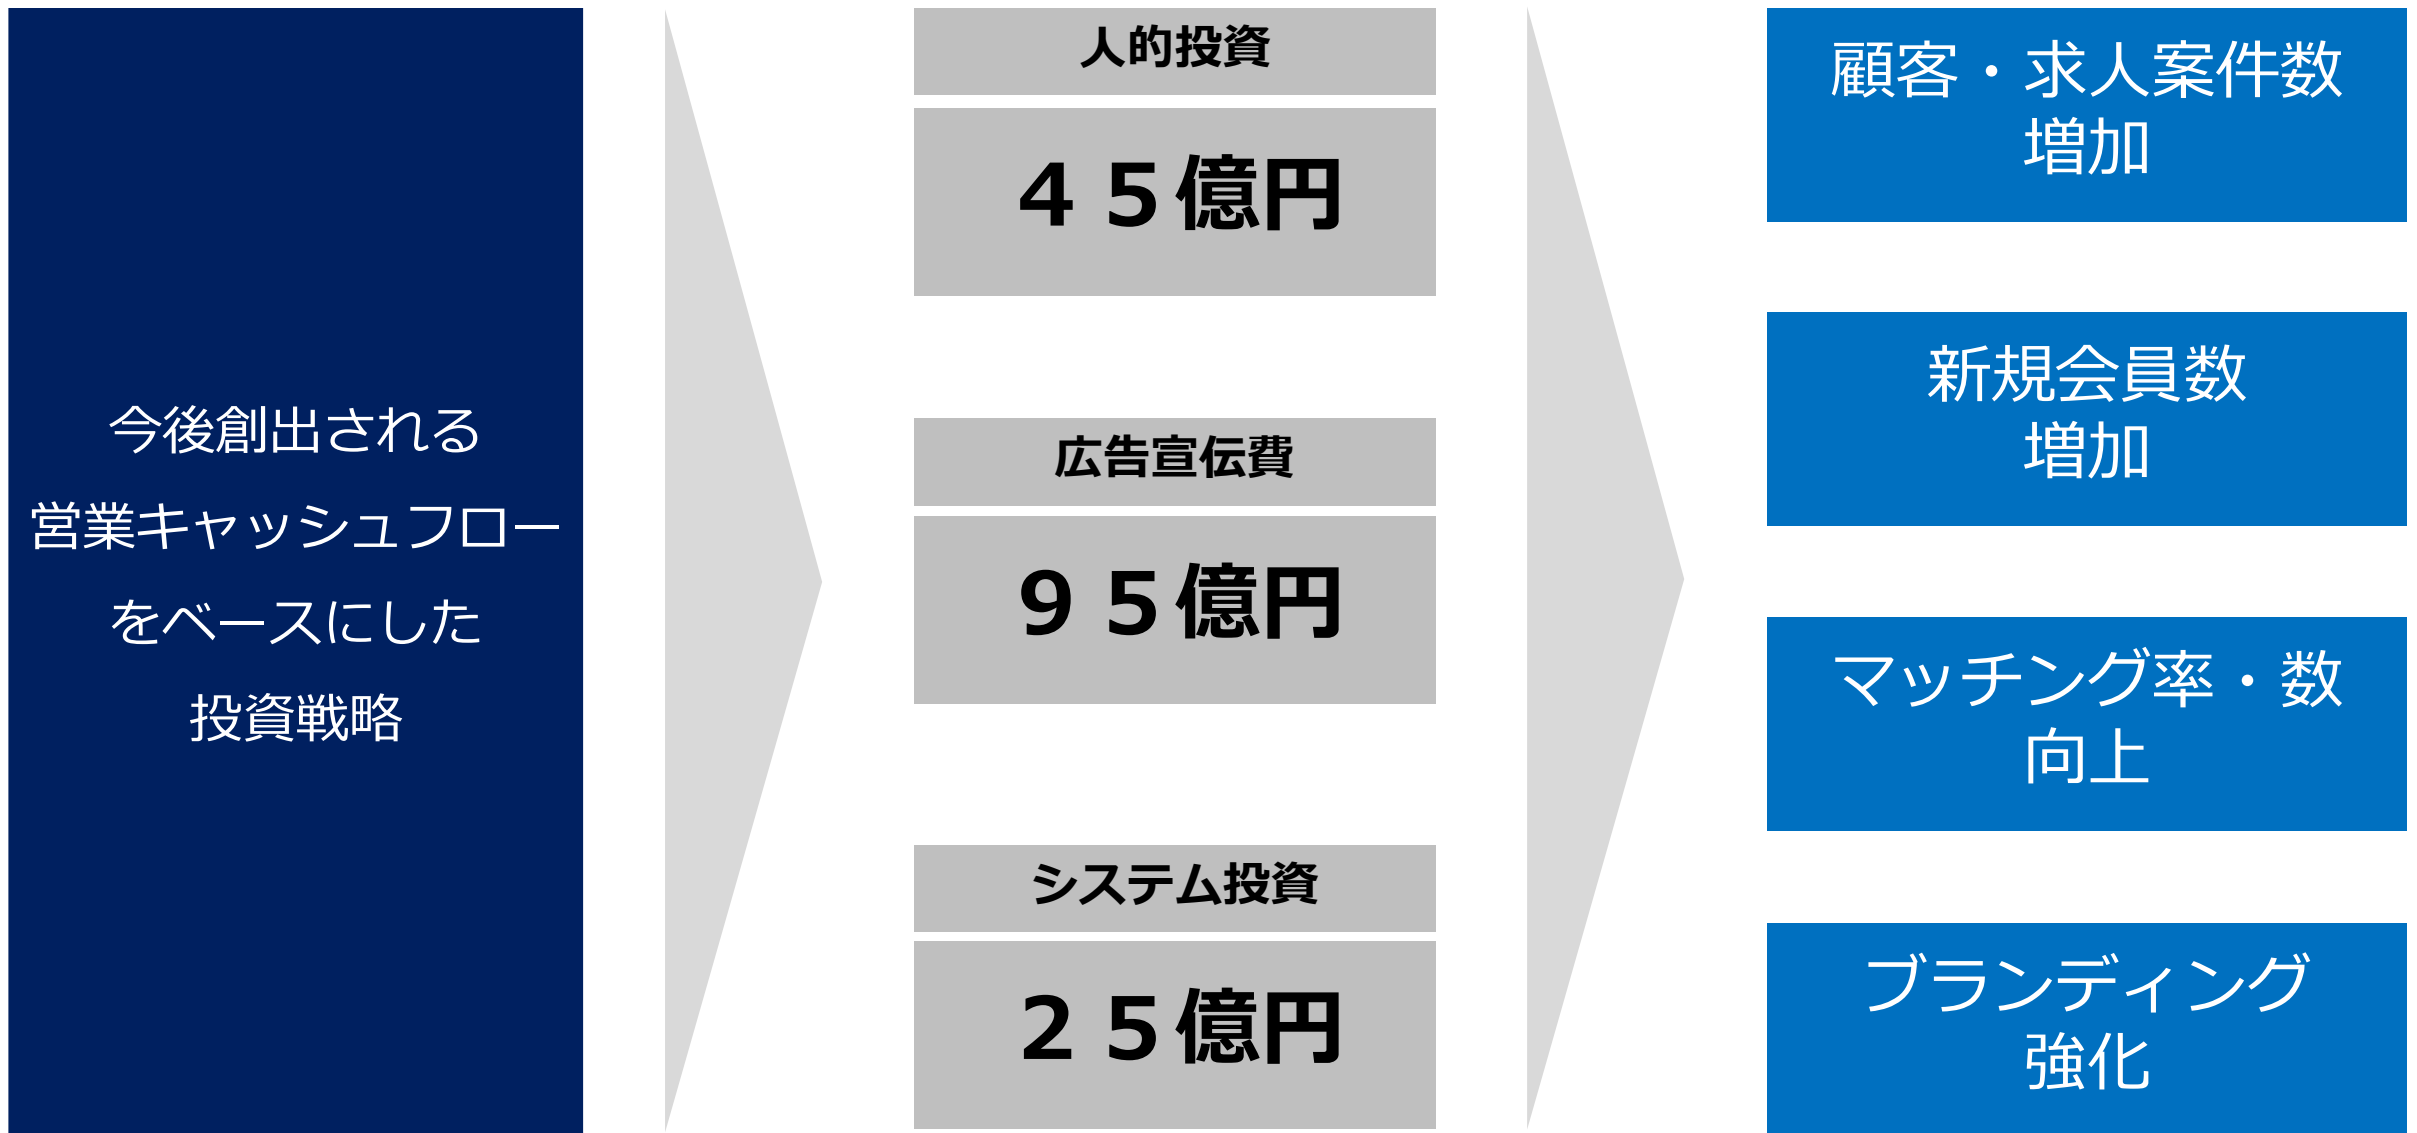 今後創出される
営業キャッシュフロー
をベースにした
投資戦略
人的投資
４５億円
広告宣伝費
９５億円
システム投資
２５億円
顧客・求人案件数
増加
新規会員数
増加
マッチング率・数
向上
ブランディング
強化